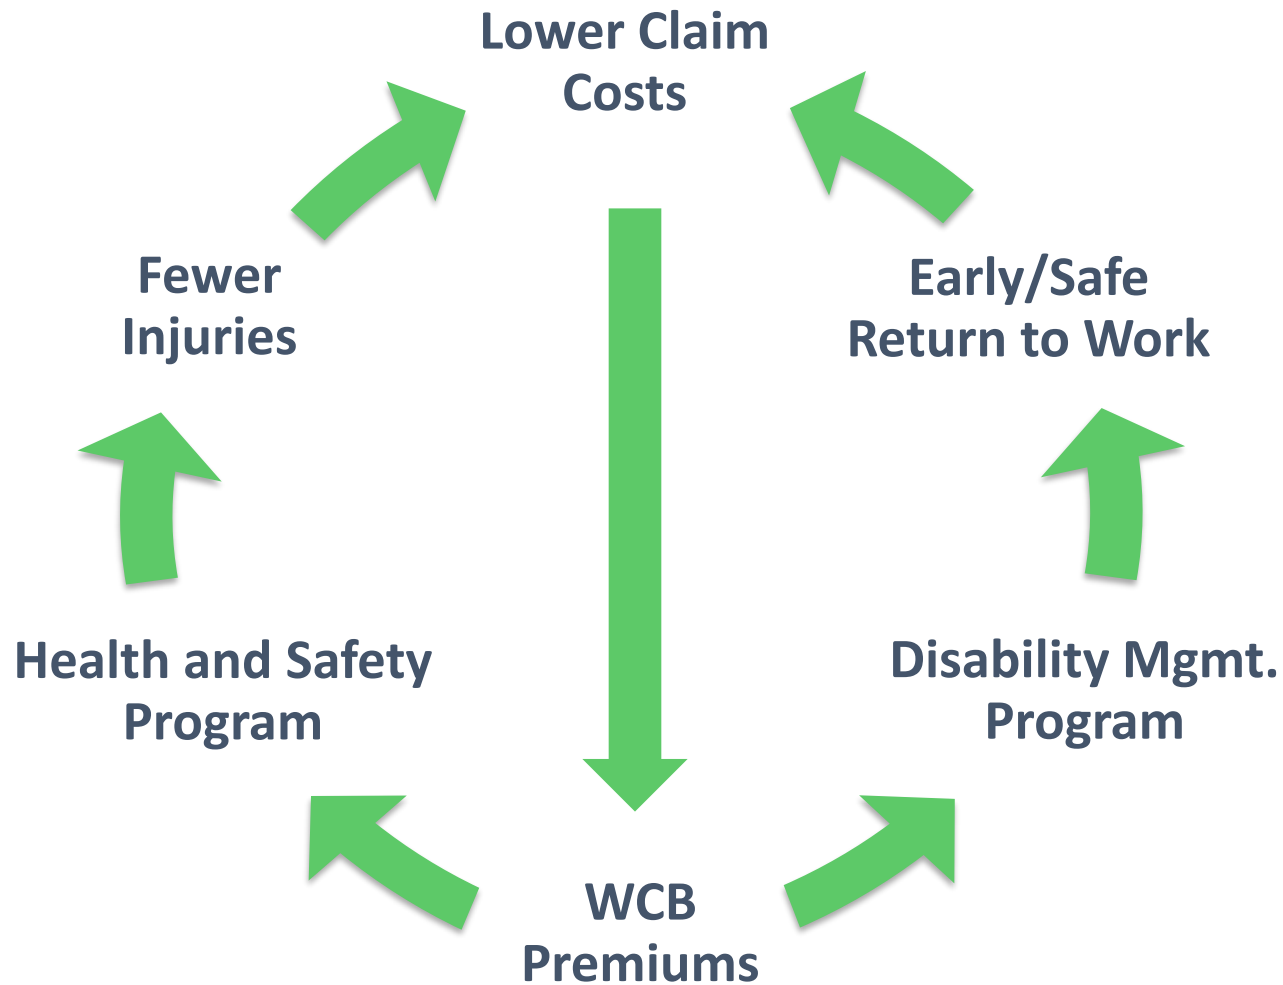 Lower Claim
Costs
Fewer
Injuries
Early/Safe
Return to Work
Health and Safety
Program
Disability Mgmt.
Program
WCB
Premiums